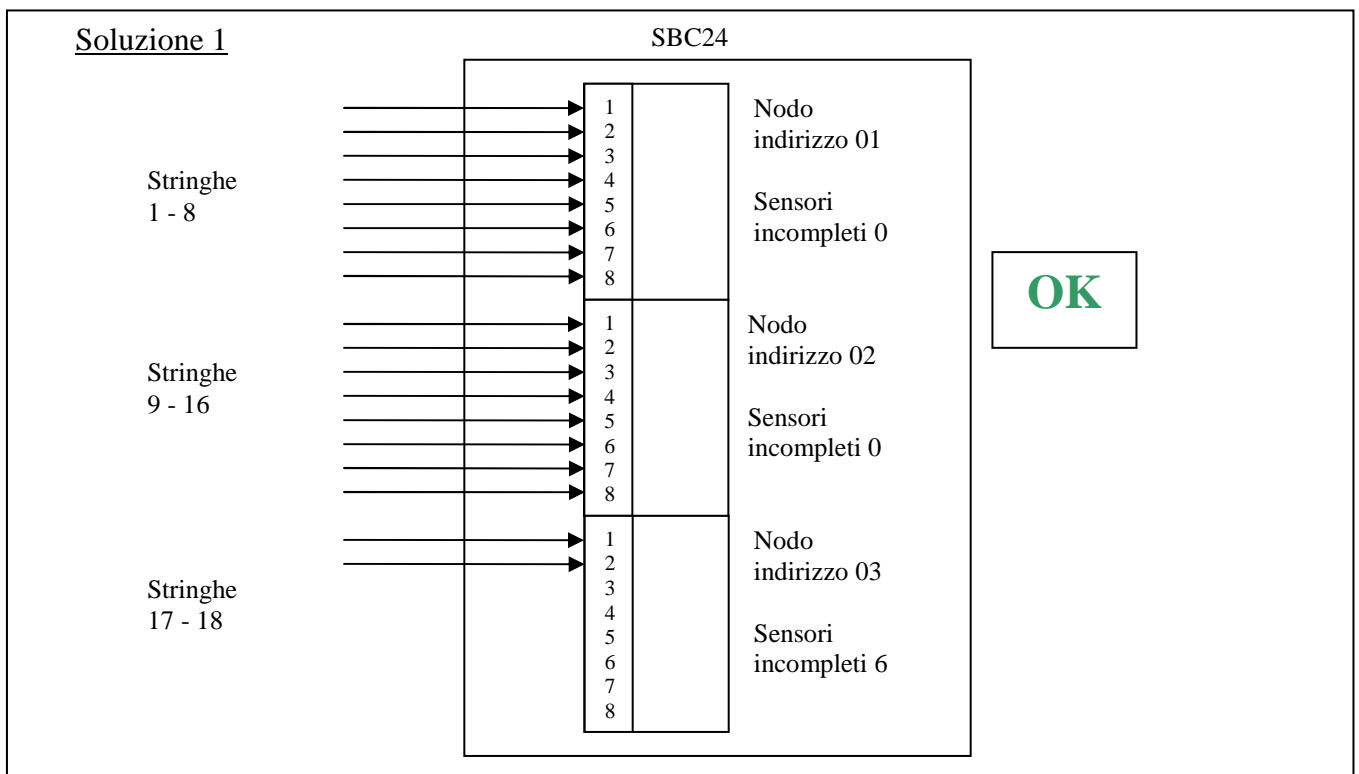 Soluzione 1
SBC24
Stringhe
1 - 8
1
2
3
4
5
6
7
8
Nodo
indirizzo 01
Sensori
incompleti 0
OK
Stringhe
9 - 16
1
2
3
4
5
6
7
8
Nodo
indirizzo 02
Sensori
incompleti 0
Stringhe
17 - 18
1
2
3
4
5
6
7
8
Nodo
indirizzo 03
Sensori
incompleti 6